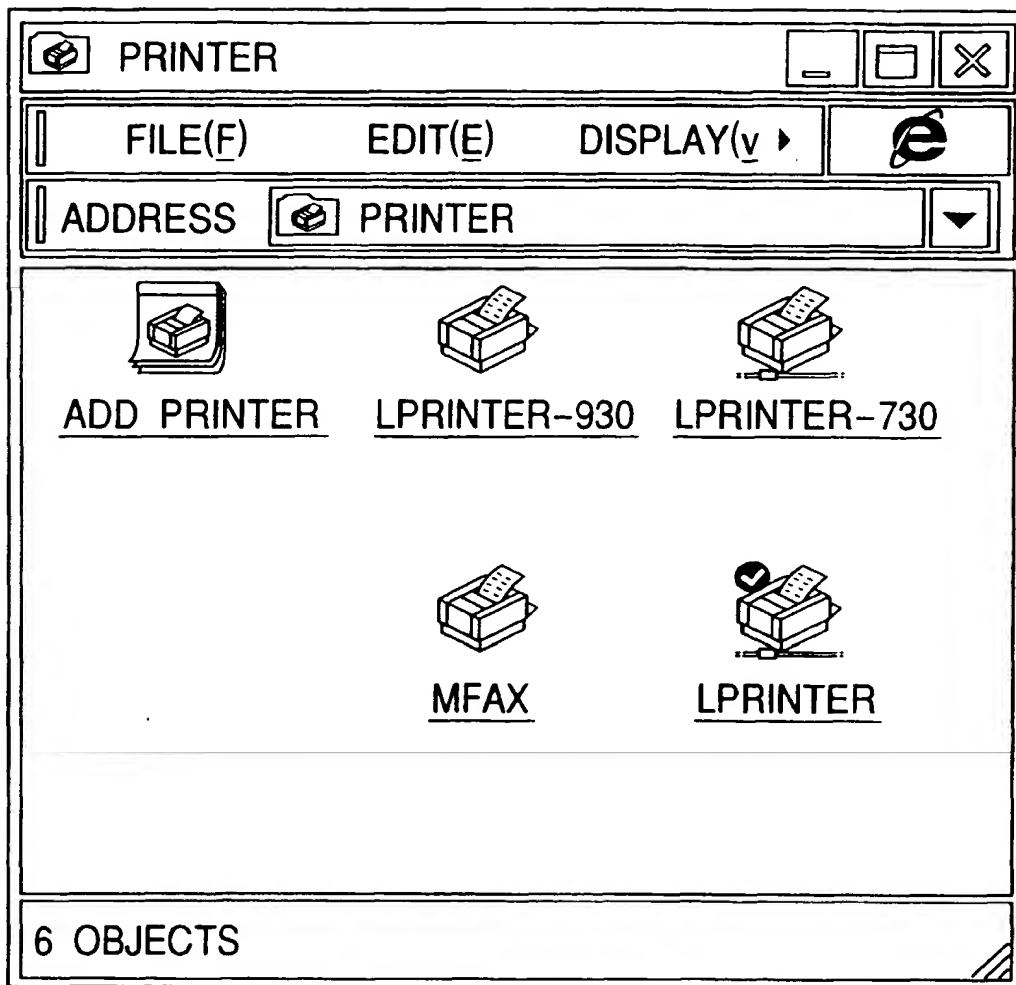 PRINTER
FILE(F) EDIT(E) DISPLAY(v
ADDRESS PRINTER
ADD PRINTER LPRINTER-930 LPRINTER-730
MFAX LPRINTER
6 OBJECTS